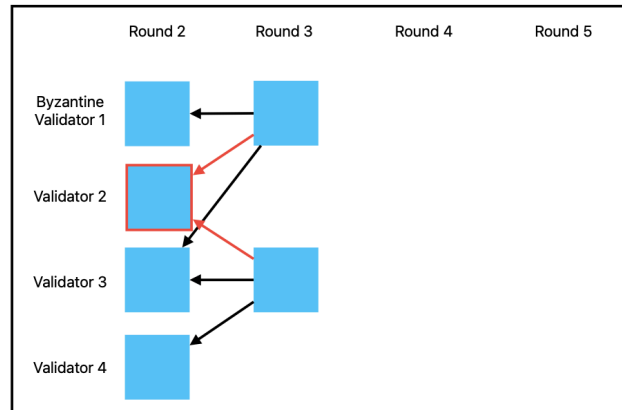 Round 2 Round 3 Round 4 Round 5
Byzantine
Validator 1
Validator 2
Validator 3
Validator 4